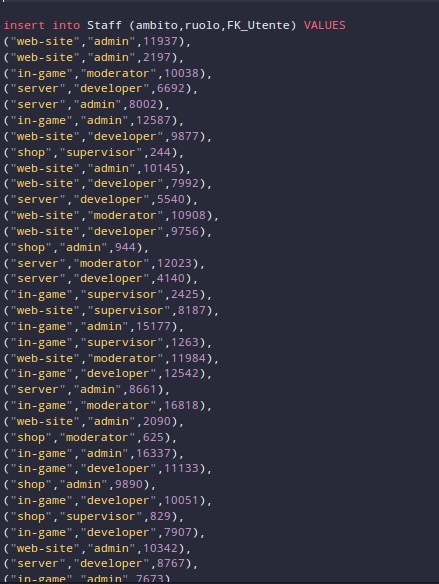 insert into Staff (ambito,ruolo,FK_Utente) VALUES
("web-site","admin",11937),
("web-site","admin",2197),
("in-game","moderator",10038),
("server","developer",6692),
("server","admin",8002),
("in-game","admin",12587),
("web-site","developer",9877),
("shop","supervisor",244),
("web-site","admin",10145),
("web-site","developer",7992),
("server","developer",5540),
("web-site","moderator",10908),
("web-site","developer",9756),
("shop","admin",944),
("server","moderator",12023),
("server","developer",4140),
("in-game","supervisor",2425),
("web-site","supervisor",8187),
("in-game","admin",15177),
("in-game","supervisor",1263),
("web-site","moderator",11984),
("in-game","developer",12542),
("server","admin",8661),
("in-game","moderator",16818),
("web-site","admin",2090),
("shop","moderator",625),
("in-game","admin",16337),
("in-game","developer",11133),
("shop","admin",9890),
("in-game","developer",10051),
("shop","supervisor",829),
("in-game","developer",7907),
("web-site","admin",10342),
("server","developer",8767),
("in-game","admin",7673),